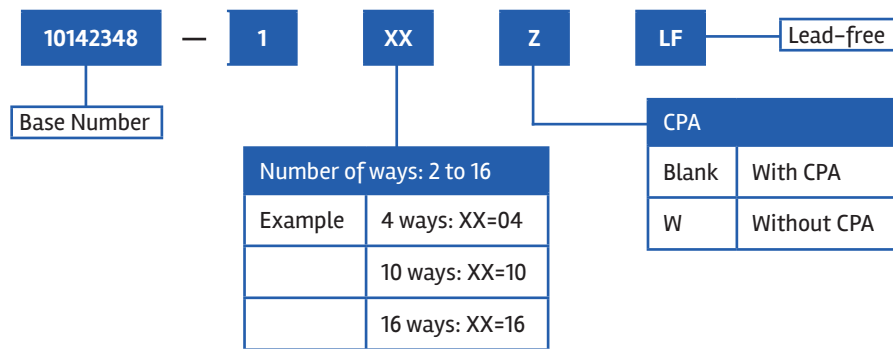 10142348 — 1 XX Z LF Lead-free
Base Number
CPA
Blank With CPA
W Without CPA
Number of ways: 2 to 16
Example 4 ways: XX=04
10 ways: XX=10
16 ways: XX=16